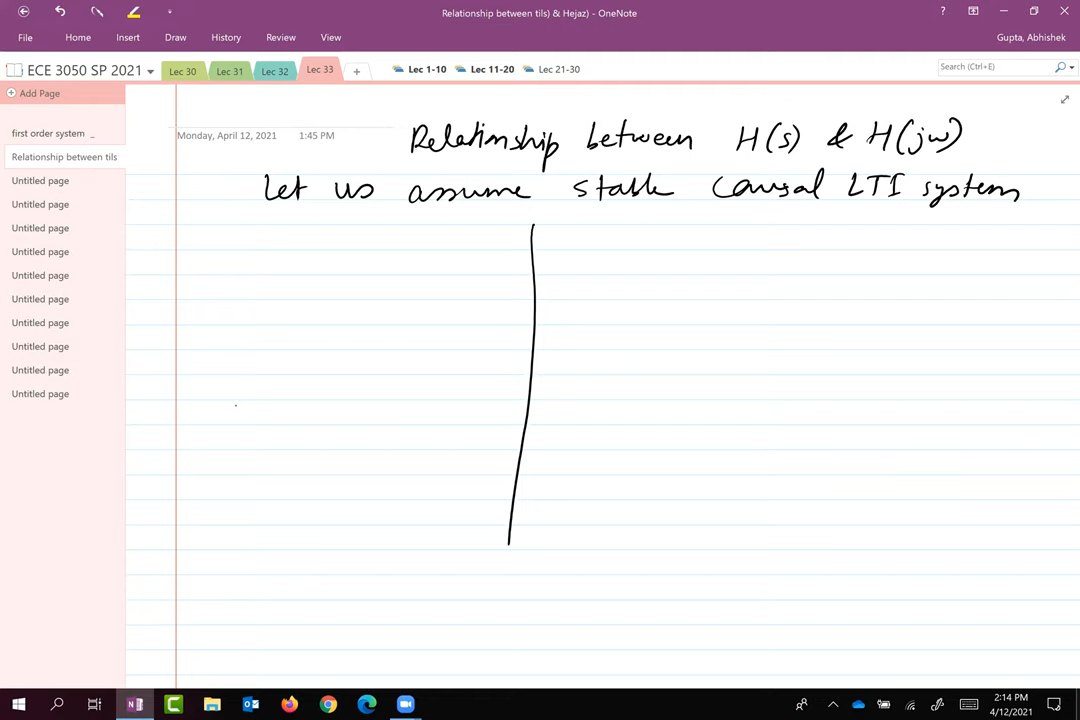 Relationship between tils) & Hejaz) - OneNote
File Home Insert Draw History Review View
Gupta, Abhishek
ECE 3050 SP 2021
Lec 30 Lec 31 Lec 32 Lec 33 + Lec 1-10 Lec 11-20 Lec 21-30
Search (Ctrl+E)
Add Page
first order system _
Relationship between tils
Untitled page
Untitled page
Untitled page
Untitled page
Untitled page
Untitled page
Untitled page
Untitled page
Untitled page
Untitled page
Monday, April 12, 2021 1:45 PM
Relationship between H(s) & H(jw)
Let us assume stable causal LTI systems
2:14 PM
4/12/2021